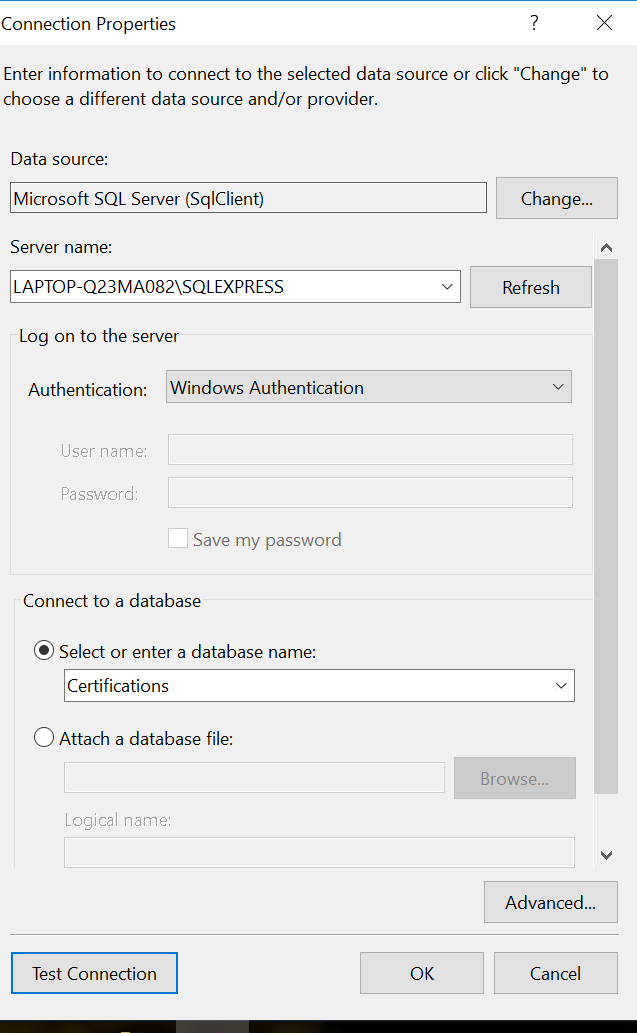 Connection Properties
?
Enter information to connect to the selected data source or click "Change" to
choose a different data source and/or provider.
Data source:
Microsoft SQL Server (SqlClient)
Change...
Server name:
LAPTOP-Q23MA082\SQLEXPRESS
Refresh
Log on to the server
Authentication:
Windows Authentication
User name:
Password:
Save my password
Connect to a database
Select or enter a database name:
Certifications
Attach a database file:
Browse...
Logical name:
Advanced...
Test Connection
OK
Cancel